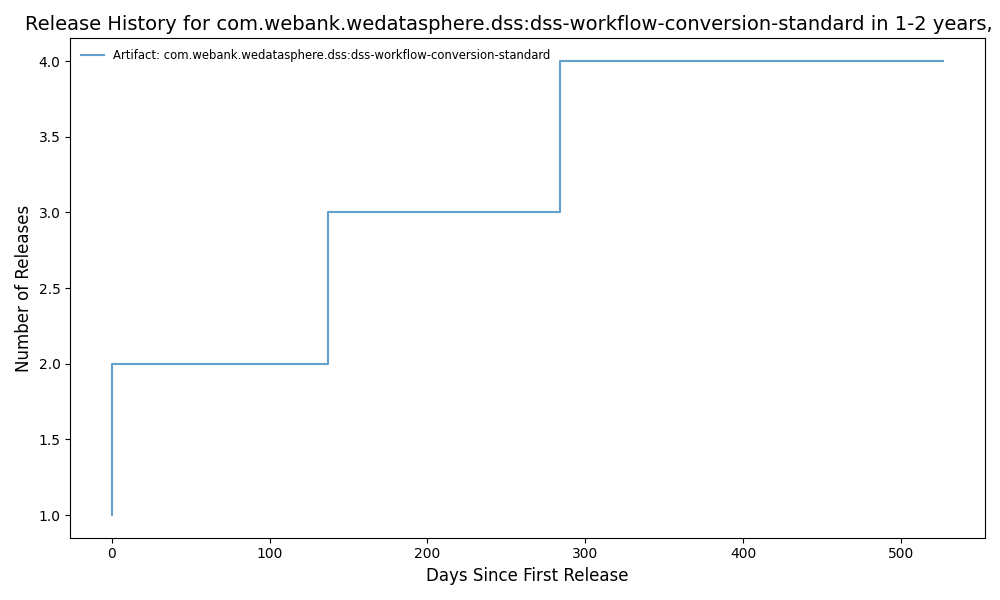 Release History for com.webank.wedatasphere.dss:dss-workflow-conversion-standard in 1-2 years,
Artifact: com.webank.wedatasphere.dss:dss-workflow-conversion-standard
4.0
3.5
3.0
2.5
2.0
1.5
1.0
Number of Releases
0 100 200 300 400 500
Days Since First Release